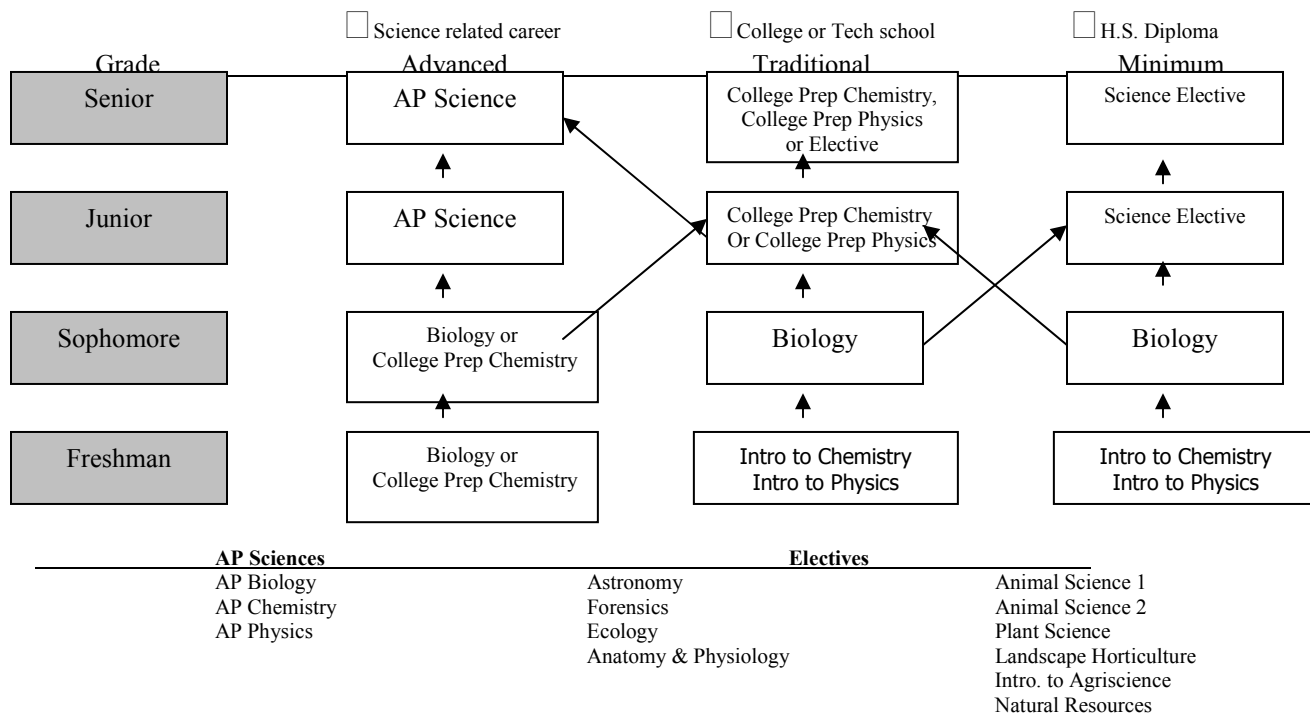 Science related career
College or Tech school
H.S. Diploma
Grade
Advanced
Traditional
Minimum
Senior
AP Science
College Prep Chemistry,
College Prep Physics
or Elective
Science Elective
Junior
AP Science
College Prep Chemistry
Or College Prep Physics
Science Elective
Sophomore
Biology or
College Prep Chemistry
Biology
Biology
Freshman
Biology or
College Prep Chemistry
Intro to Chemistry
Intro to Physics
Intro to Chemistry
Intro to Physics
AP Sciences
AP Biology
AP Chemistry
AP Physics
Electives
Astronomy
Forensics
Ecology
Anatomy & Physiology
Animal Science 1
Animal Science 2
Plant Science
Landscape Horticulture
Intro. to Agriscience
Natural Resources